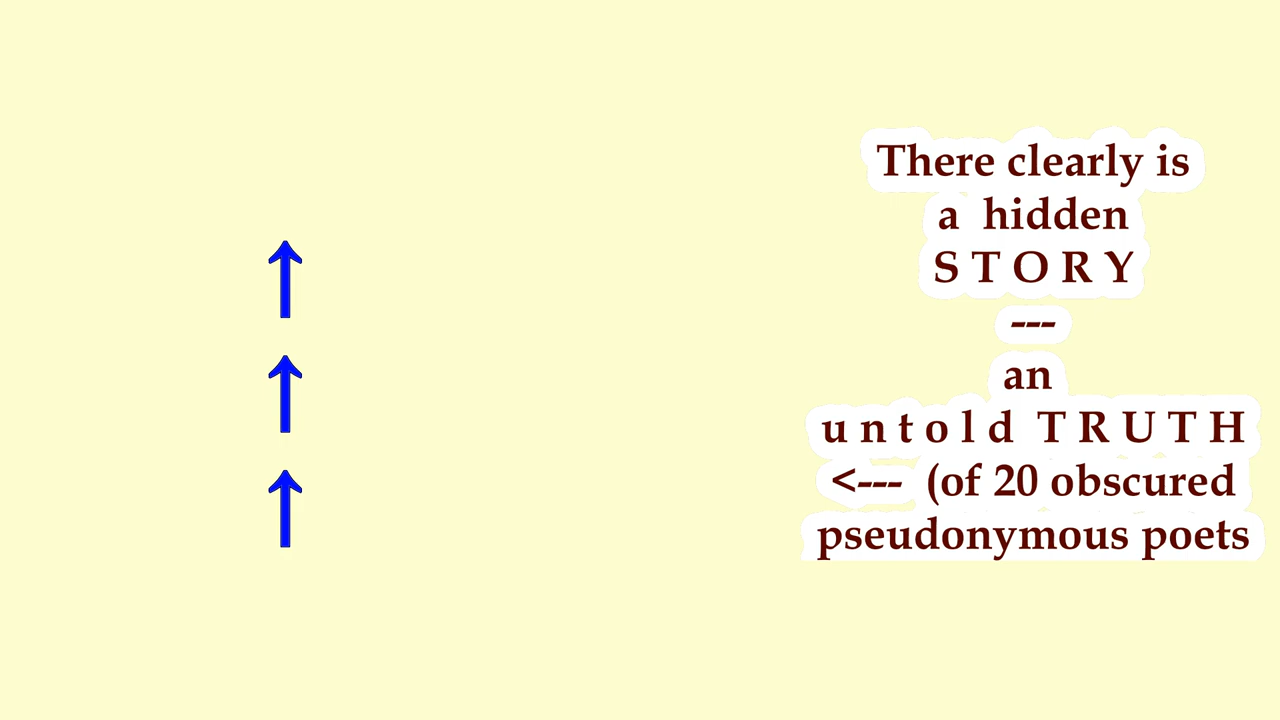 There clearly is
a hidden
S T O R Y
---
an
u n t o l d T R U T H
<--- (of 20 obscured
pseudonymous poets